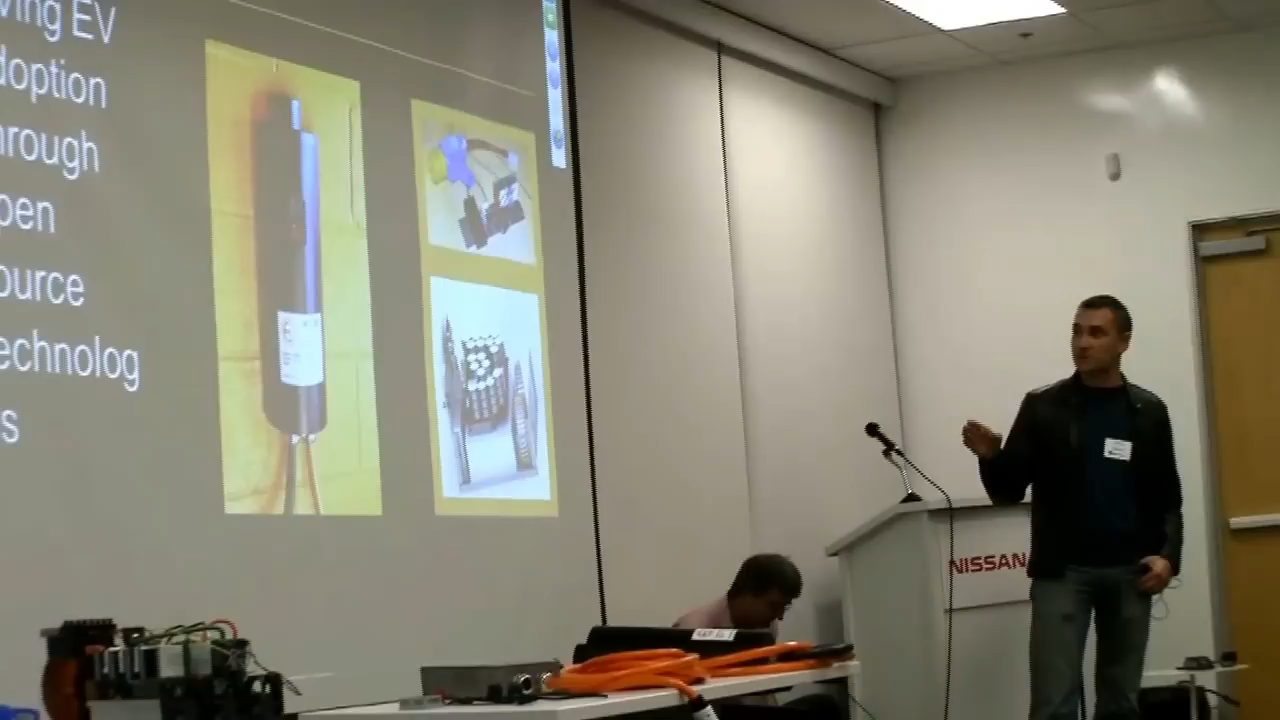 ving EV
doption
hrough
pen
ource
echnolog
s
NISSAN